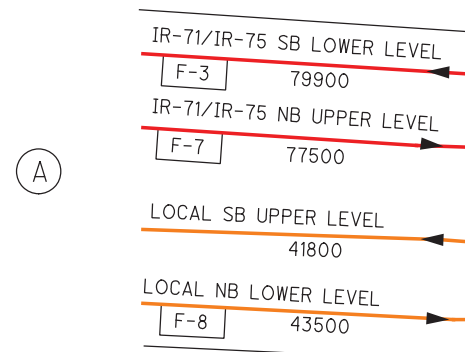 IR-71/IR-75 SB LOWER LEVEL
F-3 79900
IR-71/IR-75 NB UPPER LEVEL
F-7 77500
A
LOCAL SB UPPER LEVEL
41800
LOCAL NB LOWER LEVEL
F-8 43500